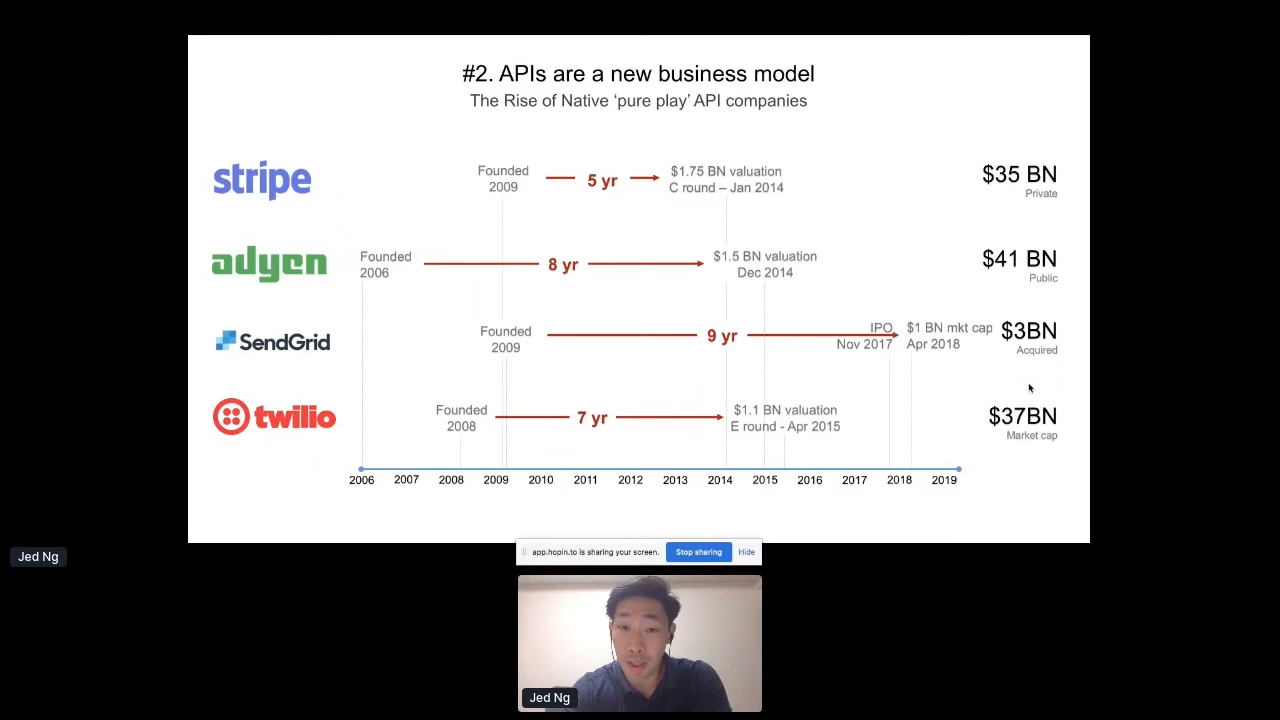 #2. APIs are a new business model
The Rise of Native ‘pure play’ API companies
stripe
Founded
2009
5 yr
$1.75 BN valuation
C round – Jan 2014
$35 BN
Private
adyen
Founded
2006
8 yr
$1.5 BN valuation
Dec 2014
$41 BN
Public
SendGrid
Founded
2009
9 yr
IPO
Nov 2017
$1 BN mkt cap
Apr 2018
$3BN
Acquired
twilio
Founded
2008
7 yr
$1.1 BN valuation
E round - Apr 2015
$37BN
Market cap
2006 2007 2008 2009 2010 2011 2012 2013 2014 2015 2016 2017 2018 2019
Jed Ng
app.hopin.to is sharing your screen. Stop sharing Hide
Jed Ng